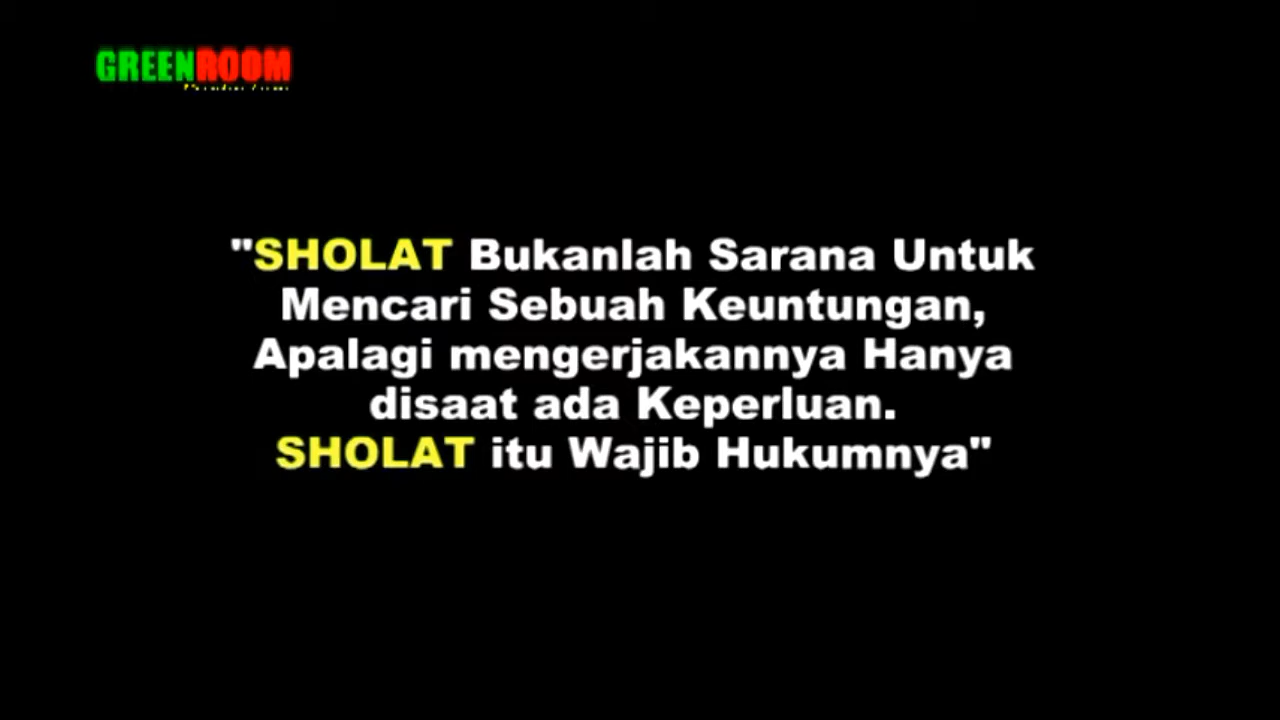 GREENROOM
"SHOLAT Bukanlah Sarana Untuk
Mencari Sebuah Keuntungan,
Apalagi mengerjakannya Hanya
disaat ada Keperluan.
SHOLAT itu Wajib Hukumnya"